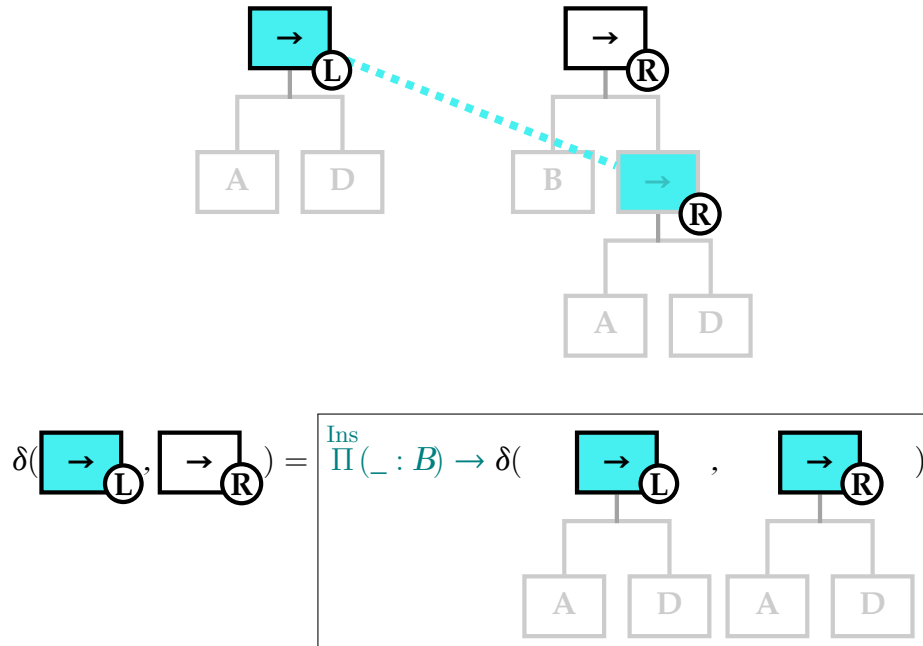 → →
L R
A D B →
R
A D
Ins
δ( → L , → R ) = Π(_ : B) → δ( → L , → R )
A D A D